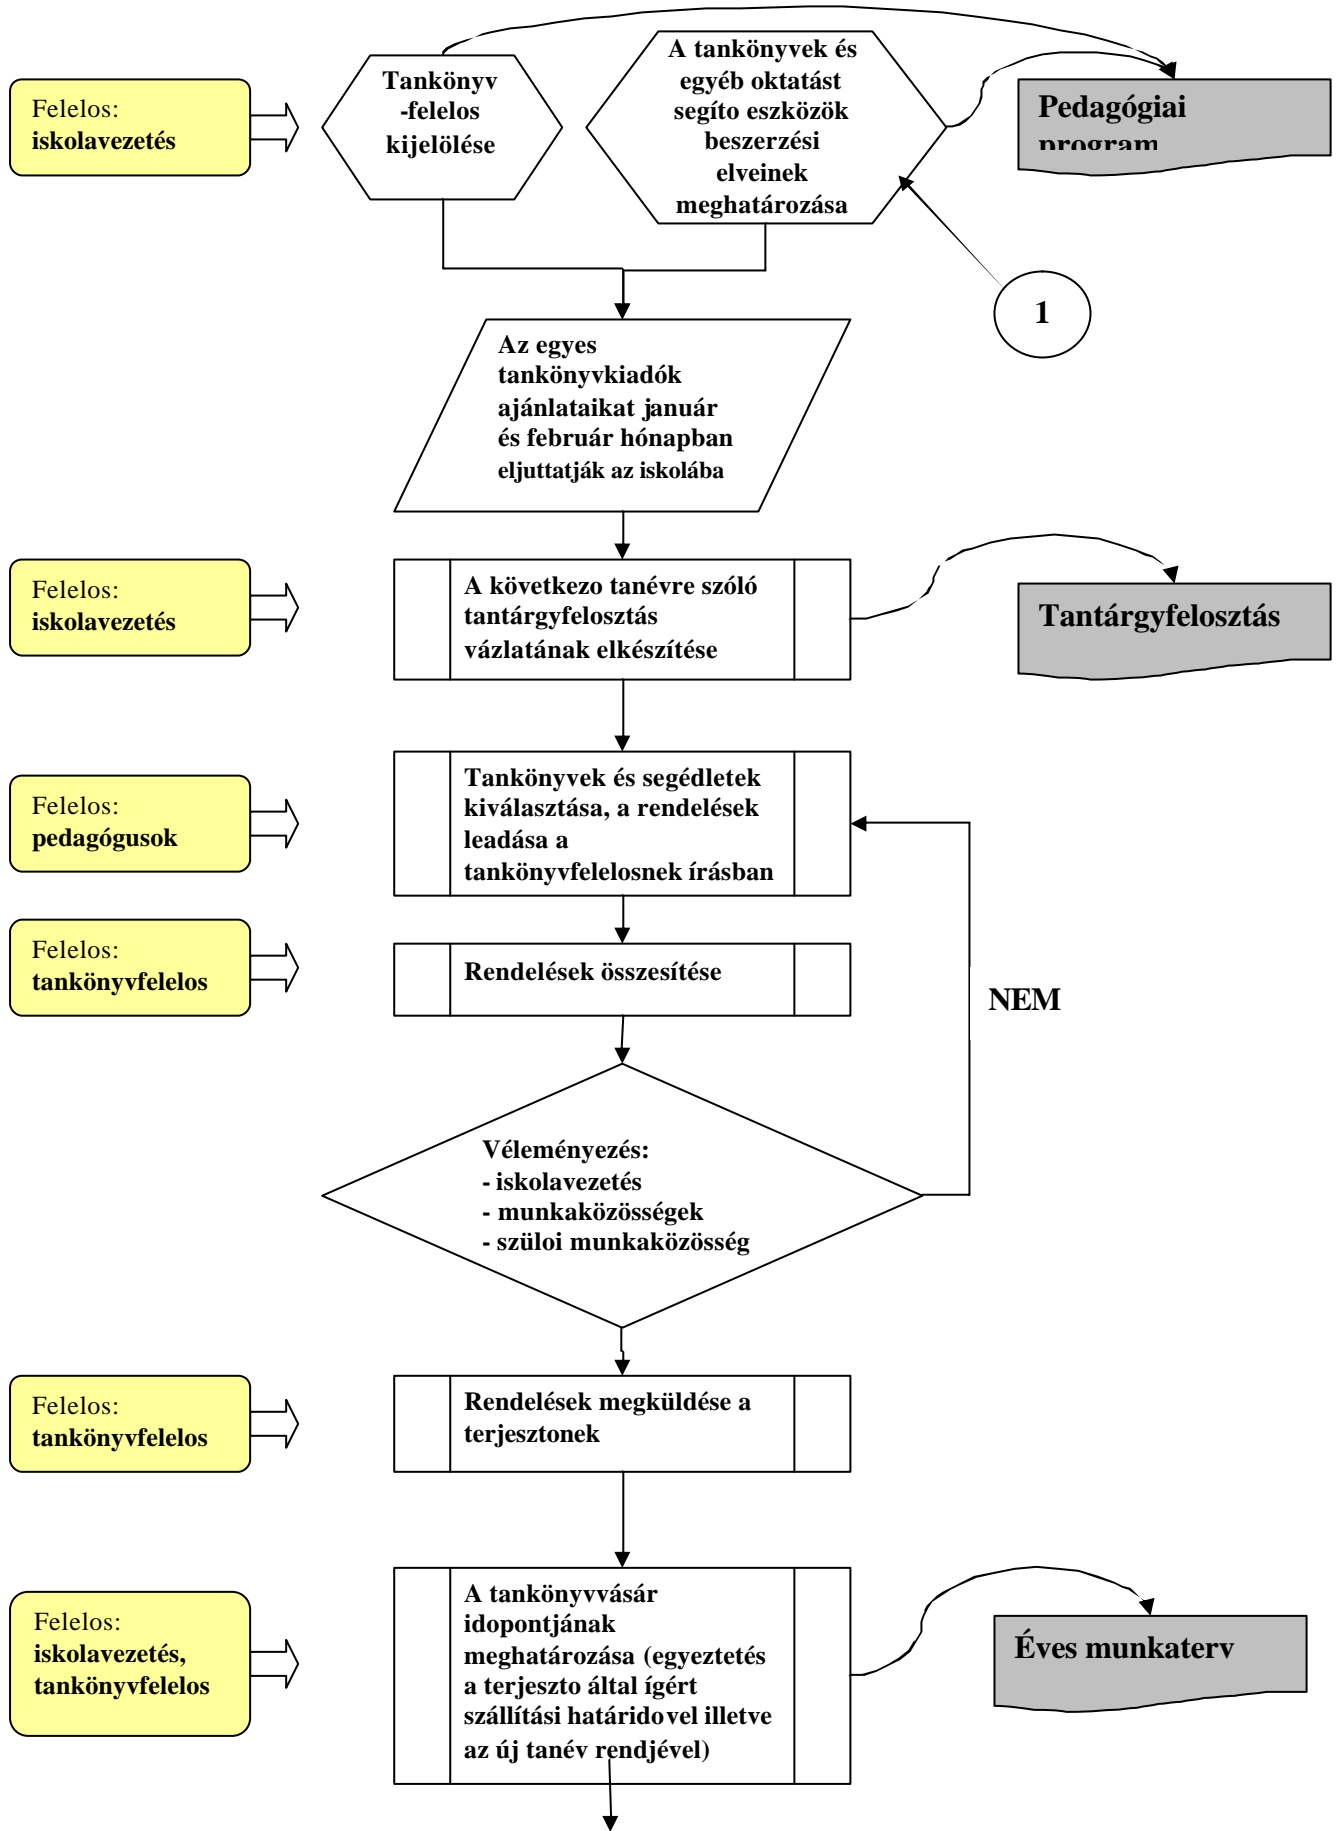 Felelos:
iskolavezetés
Tankönyv
-felelos
kijelölése
A tankönyvek és
egyéb oktatást
segíto eszközök
beszerzési
elveinek
meghatározása
Pedagógiai
program
1
Az egyes
tankönyvkiadók
ajánlataikat január
és február hónapban
eljuttatják az iskolába
Felelos:
iskolavezetés
A következo tanévre szóló
tantárgyfelosztás
vázlatának elkészítése
Tantárgyfelosztás
Felelos:
pedagógusok
Tankönyvek és segédletek
kiválasztása, a rendelések
leadása a
tankönyvfelelosnek írásban
Felelos:
tankönyvfelelos
Rendelések összesítése
NEM
Véleményezés:
- iskolavezetés
- munkaközösségek
- szüloi munkaközösség
Felelos:
tankönyvfelelos
Rendelések megküldése a
terjesztonek
Felelos:
iskolavezetés,
tankönyvfelelos
A tankönyvvásár
idopontjának
meghatározása (egyeztetés
a terjeszto által ígért
szállítási határidovel illetve
az új tanév rendjével)
Éves munkaterv